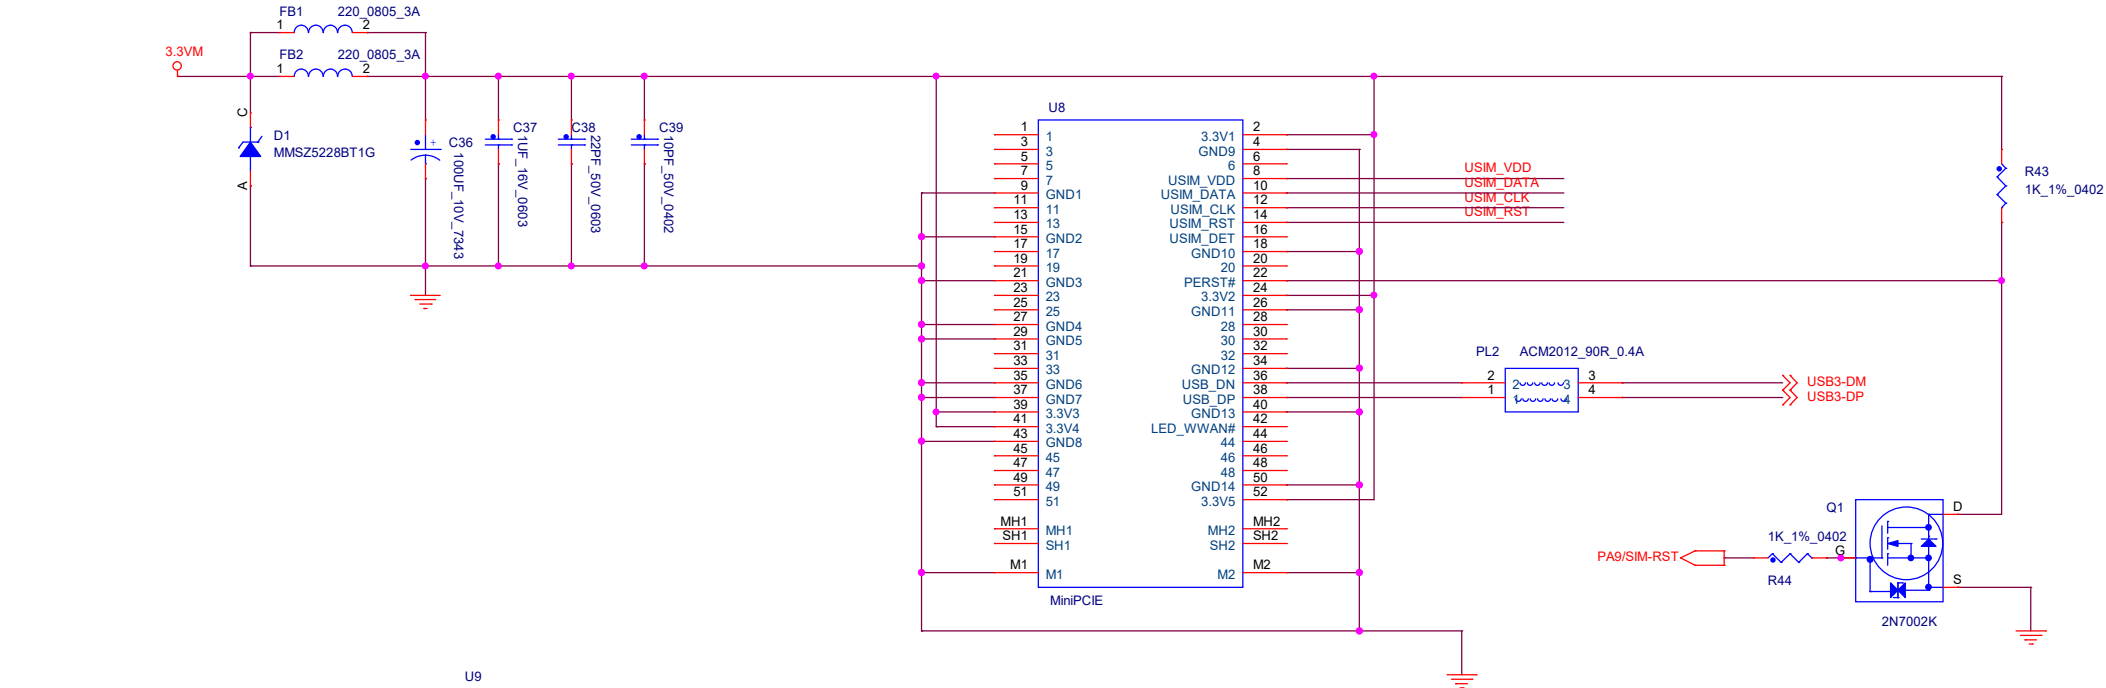 FB1 220_0805_3A
1 2
3.3VM
FB2 220_0805_3A
1 2
C
D1
MMSZ5228BT1G
A
+
C36
100UF_10V_7343
C37
1UF_16V_0603
C38
22PF_50V_0603
C39
10PF_50V_0402
U8
1 1 3.3V1 2
3 3 GND9 4
5 5 6 6
7 7 USIM_VDD 8 USIM_VDD
9 GND1 USIM_DATA 10 USIM_DATA
11 11 USIM_CLK 12 USIM_CLK
13 13 USIM_RST 14 USIM_RST
15 GND2 USIM_DET 16
17 17 GND10 18
19 19 20 20
21 GND3 PERST# 22
23 23 3.3V2 24
25 25 GND11 26
27 GND4 28 28
29 GND5 30 30
31 31 32 32
33 33 GND12 34
35 GND6 USB_DN 36
37 GND7 USB_DP 38
39 3.3V3 GND13 40
41 3.3V4 LED_WWAN# 42
43 GND8 44 44
45 45 46 46
47 47 48 48
49 49 GND14 50
51 51 3.3V5 52
MH1 MH1 MH2 MH2
SH1 SH1 SH2 SH2
M1 M1 M2 M2
MiniPCIE
R43
1K_1%_0402
PL2 ACM2012_90R_0.4A
2 2 3 3 USB3-DM
1 1 4 4 USB3-DP
Q1
D
1K_1%_0402
G
PA9/SIM-RST
R44
S
2N7002K
U9